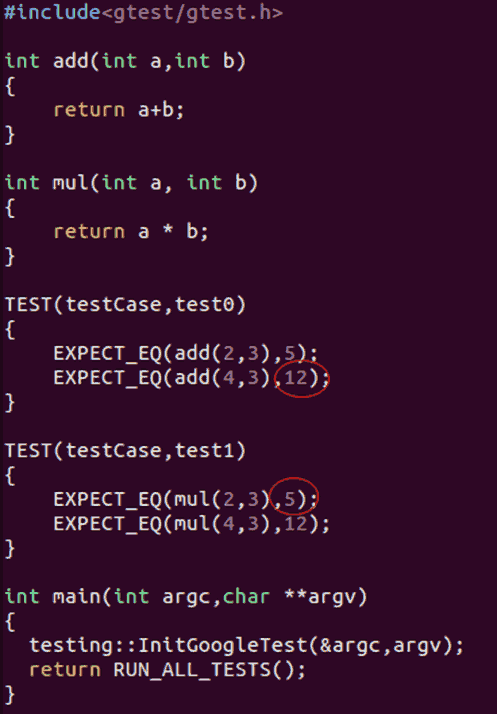 #include<gtest/gtest.h>
int add(int a,int b)
{
    return a+b;
}
int mul(int a, int b)
{
    return a * b;
}
TEST(testCase,test0)
{
    EXPECT_EQ(add(2,3),5);
    EXPECT_EQ(add(4,3),12);
}
TEST(testCase,test1)
{
    EXPECT_EQ(mul(2,3),5);
    EXPECT_EQ(mul(4,3),12);
}
int main(int argc,char **argv)
{
  testing::InitGoogleTest(&argc,argv);
  return RUN_ALL_TESTS();
}